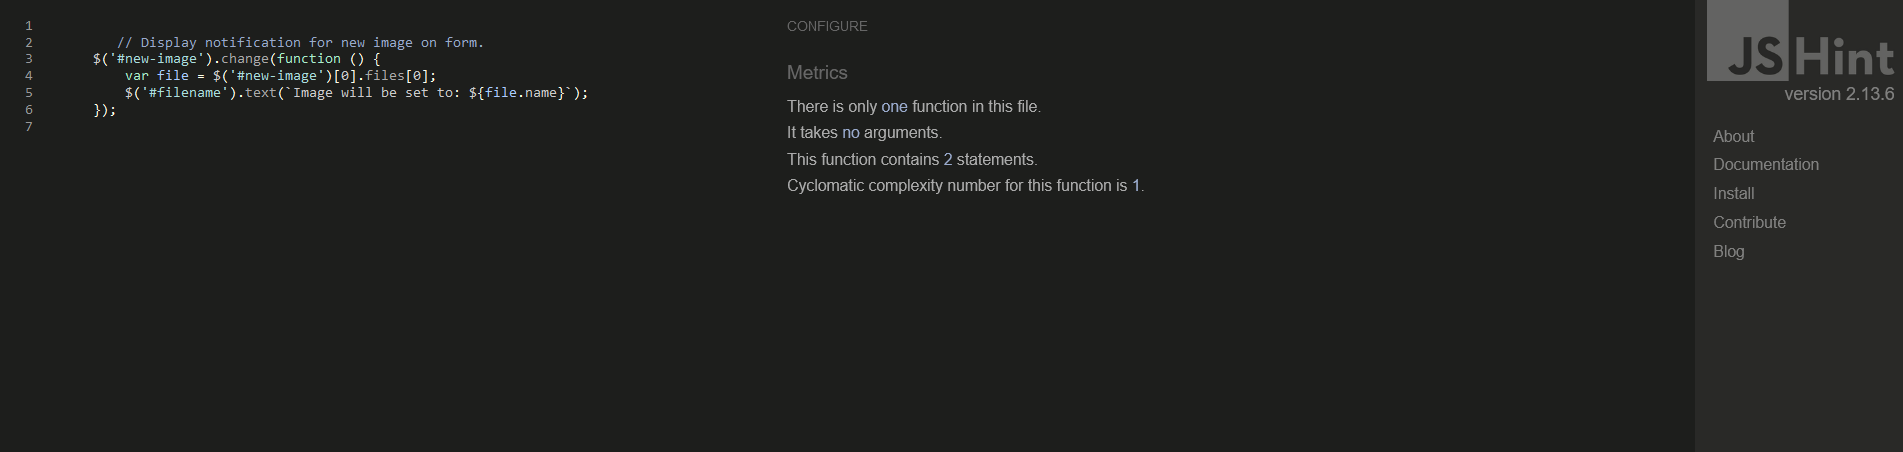 1
2 // Display notification for new image on form.
3 $('#new-image').change(function () {
4 var file = $('#new-image')[0].files[0];
5 $('#filename').text(`Image will be set to: ${file.name}`);
6 });
7
CONFIGURE
Metrics
There is only one function in this file.
It takes no arguments.
This function contains 2 statements.
Cyclomatic complexity number for this function is 1.
JSHint
version 2.13.6
About
Documentation
Install
Contribute
Blog